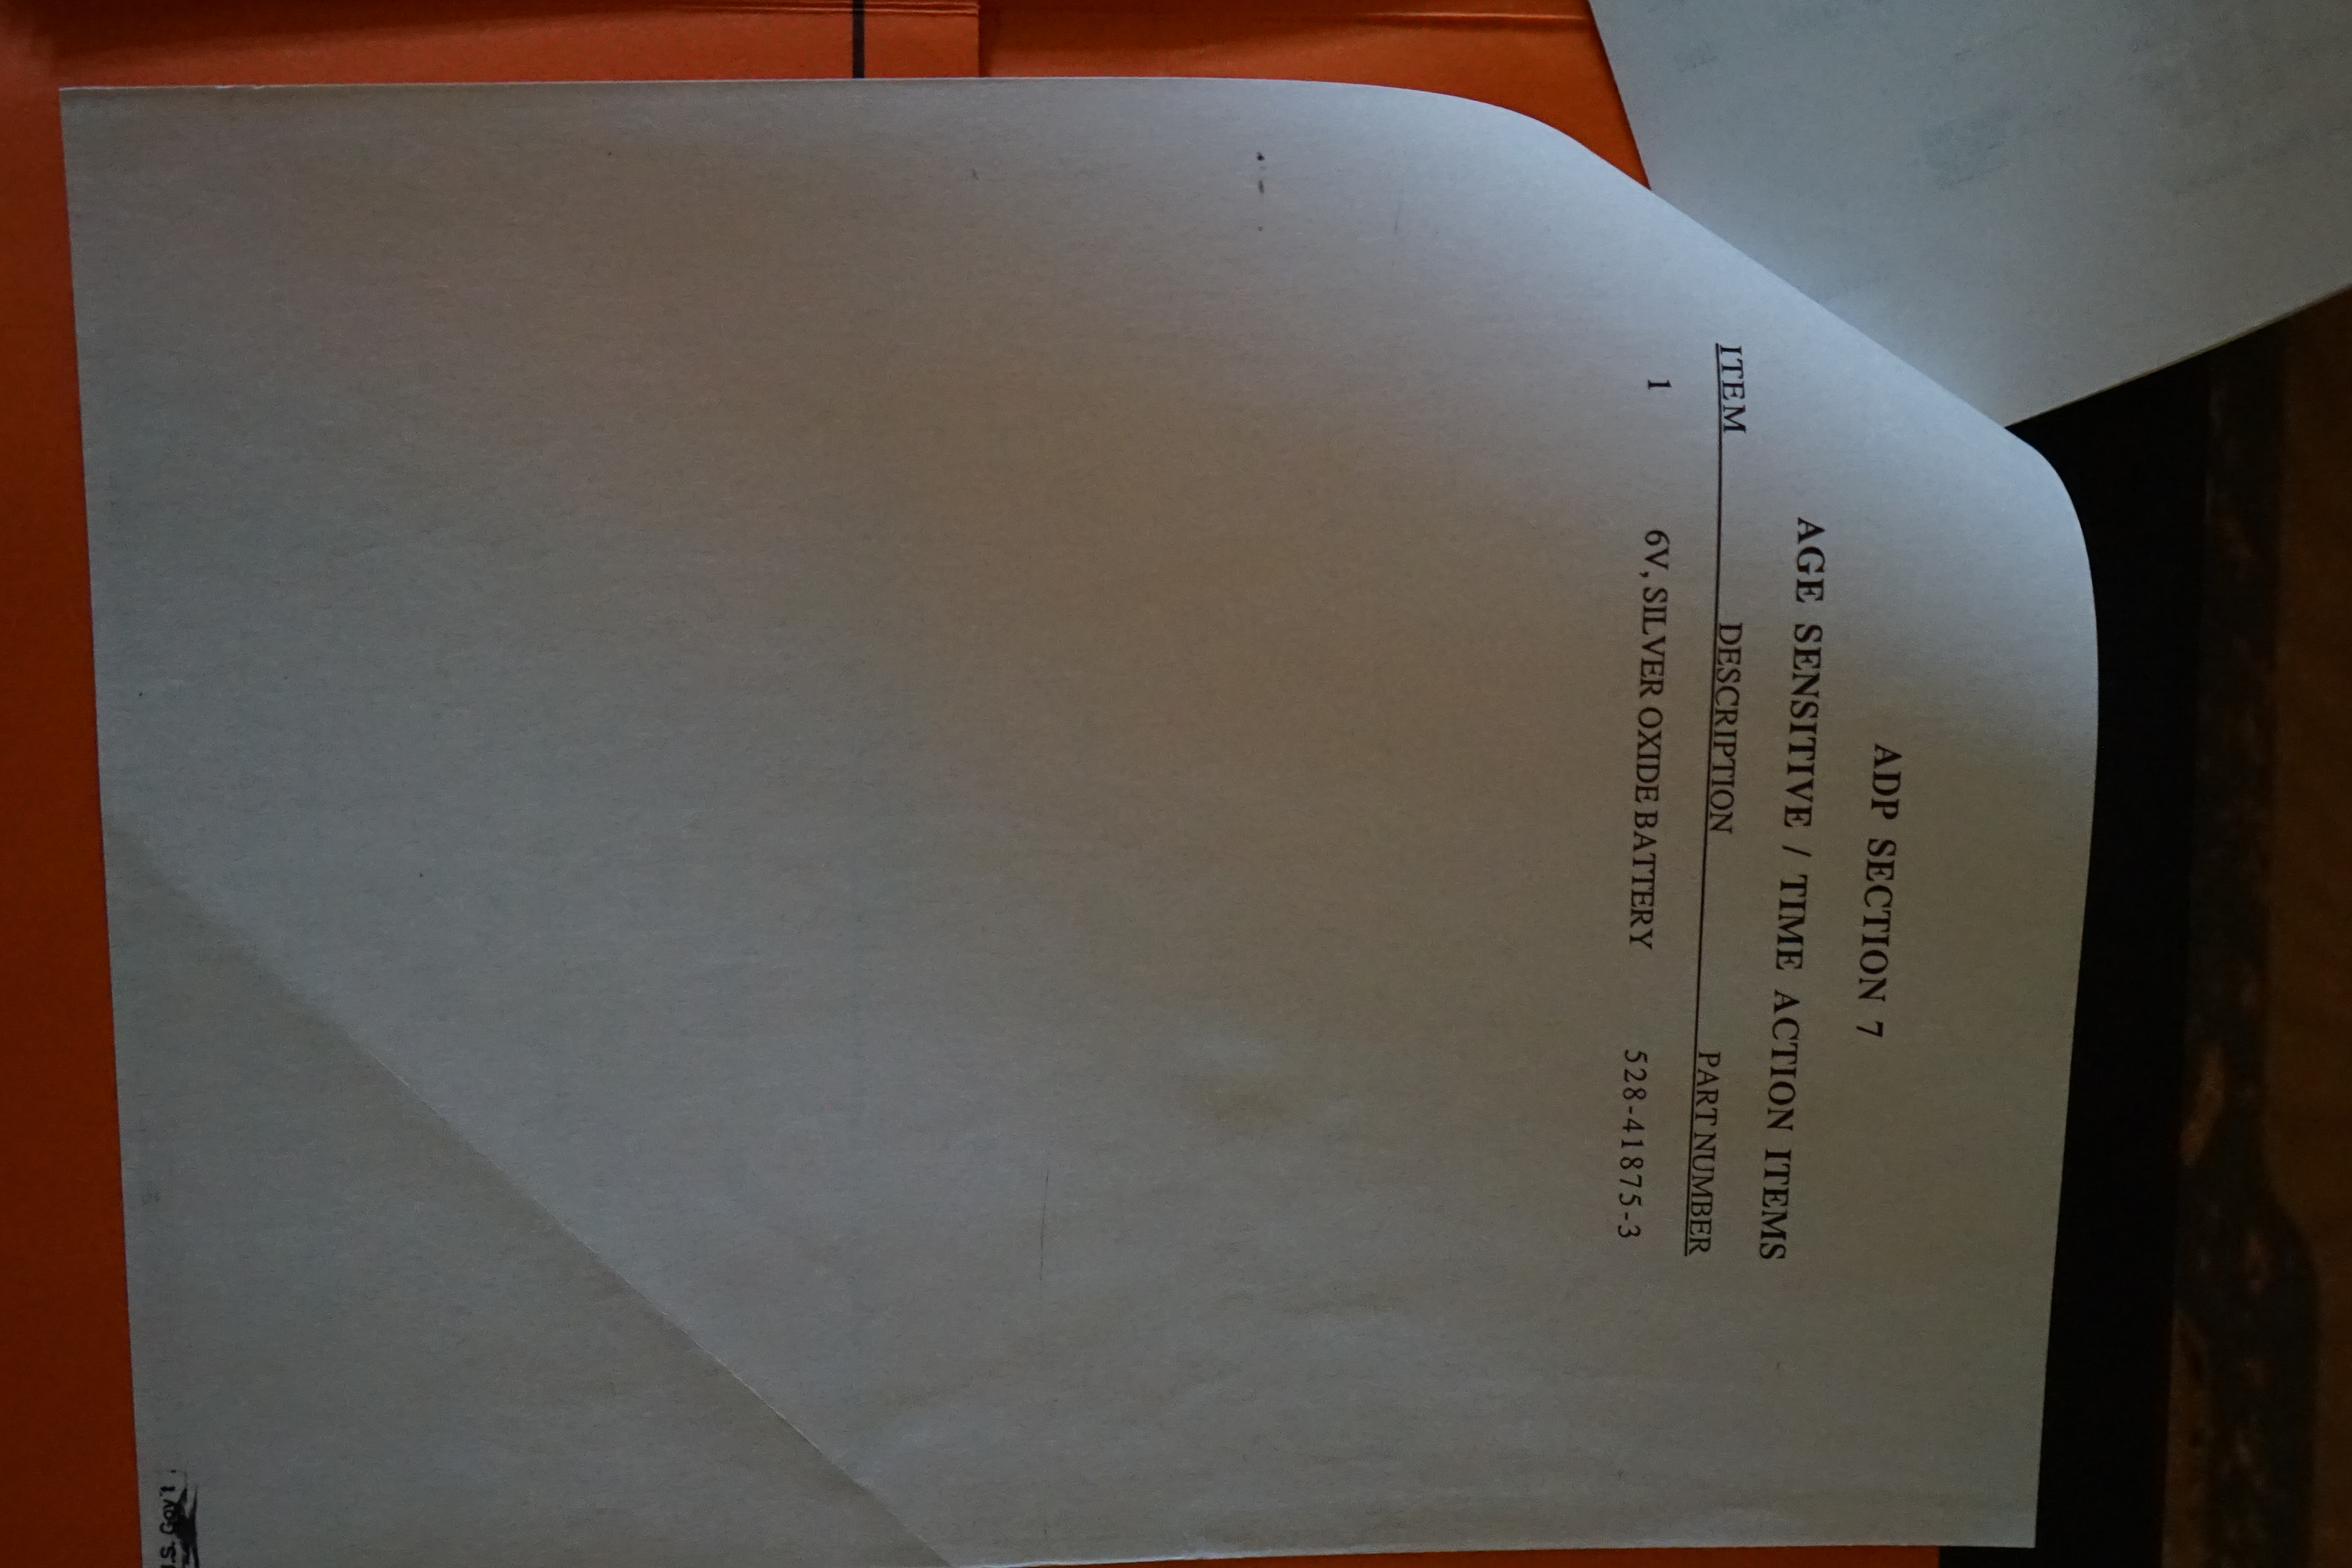 ADP SECTION 7
AGE SENSITIVE / TIME ACTION ITEMS
ITEM DESCRIPTION PART NUMBER
1 6V, SILVER OXIDE BATTERY 528-41875-3
S. Gov't